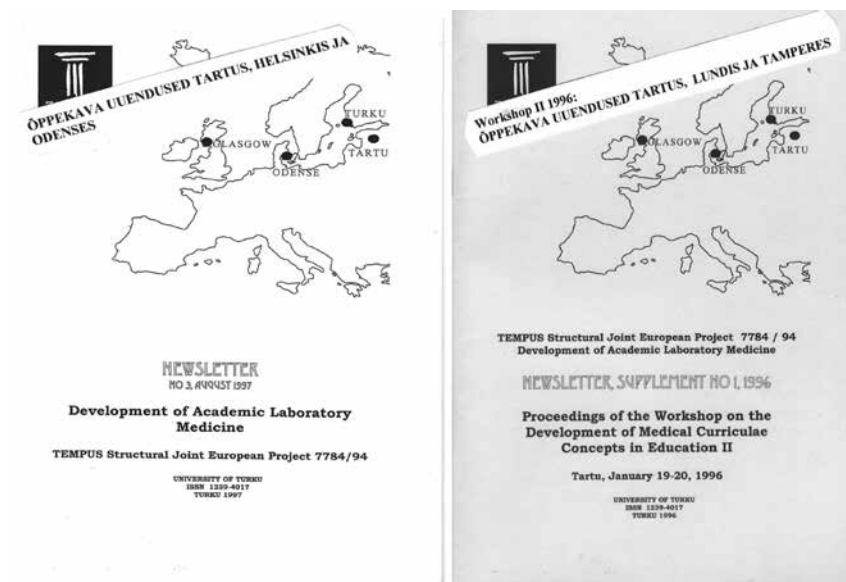 ÕPPEKAVA UUENDUSED TARTUS, HELSINKIS JA
ODENSES
TURKU
GLASGOW
TARTU
ODENSE
NEWSLETTER
NO 3, AUGUST 1997
Development of Academic Laboratory
Medicine
TEMPUS Structural Joint European Project 7784/94
UNIVERSITY OF TURKU
ISSN 1239-4017
TURKU 1997
Workshop II 1996:
ÕPPEKAVA UUENDUSED TARTUS, LUNDIS JA TAMPERES
TURKU
GLASGOW
TARTU
ODENSE
TEMPUS Structural Joint European Project 7784 / 94
Development of Academic Laboratory Medicine
NEWSLETTER, SUPPLEMENT NO 1, 1996
Proceedings of the Workshop on the
Development of Medical Curriculae
Concepts in Education II
Tartu, January 19-20, 1996
UNIVERSITY OF TURKU
ISSN 1239-4017
TURKU 1996